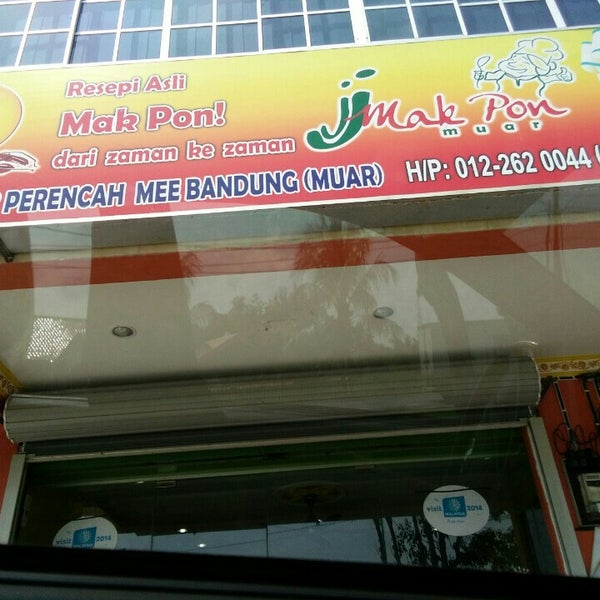 Resepi Asli
Mak Pon!
dari zaman ke zaman
jj Mak Pon
muar
PERENCAH MEE BANDUNG (MUAR)
H/P: 012-262 0044 (
visit 2014
visit 2014